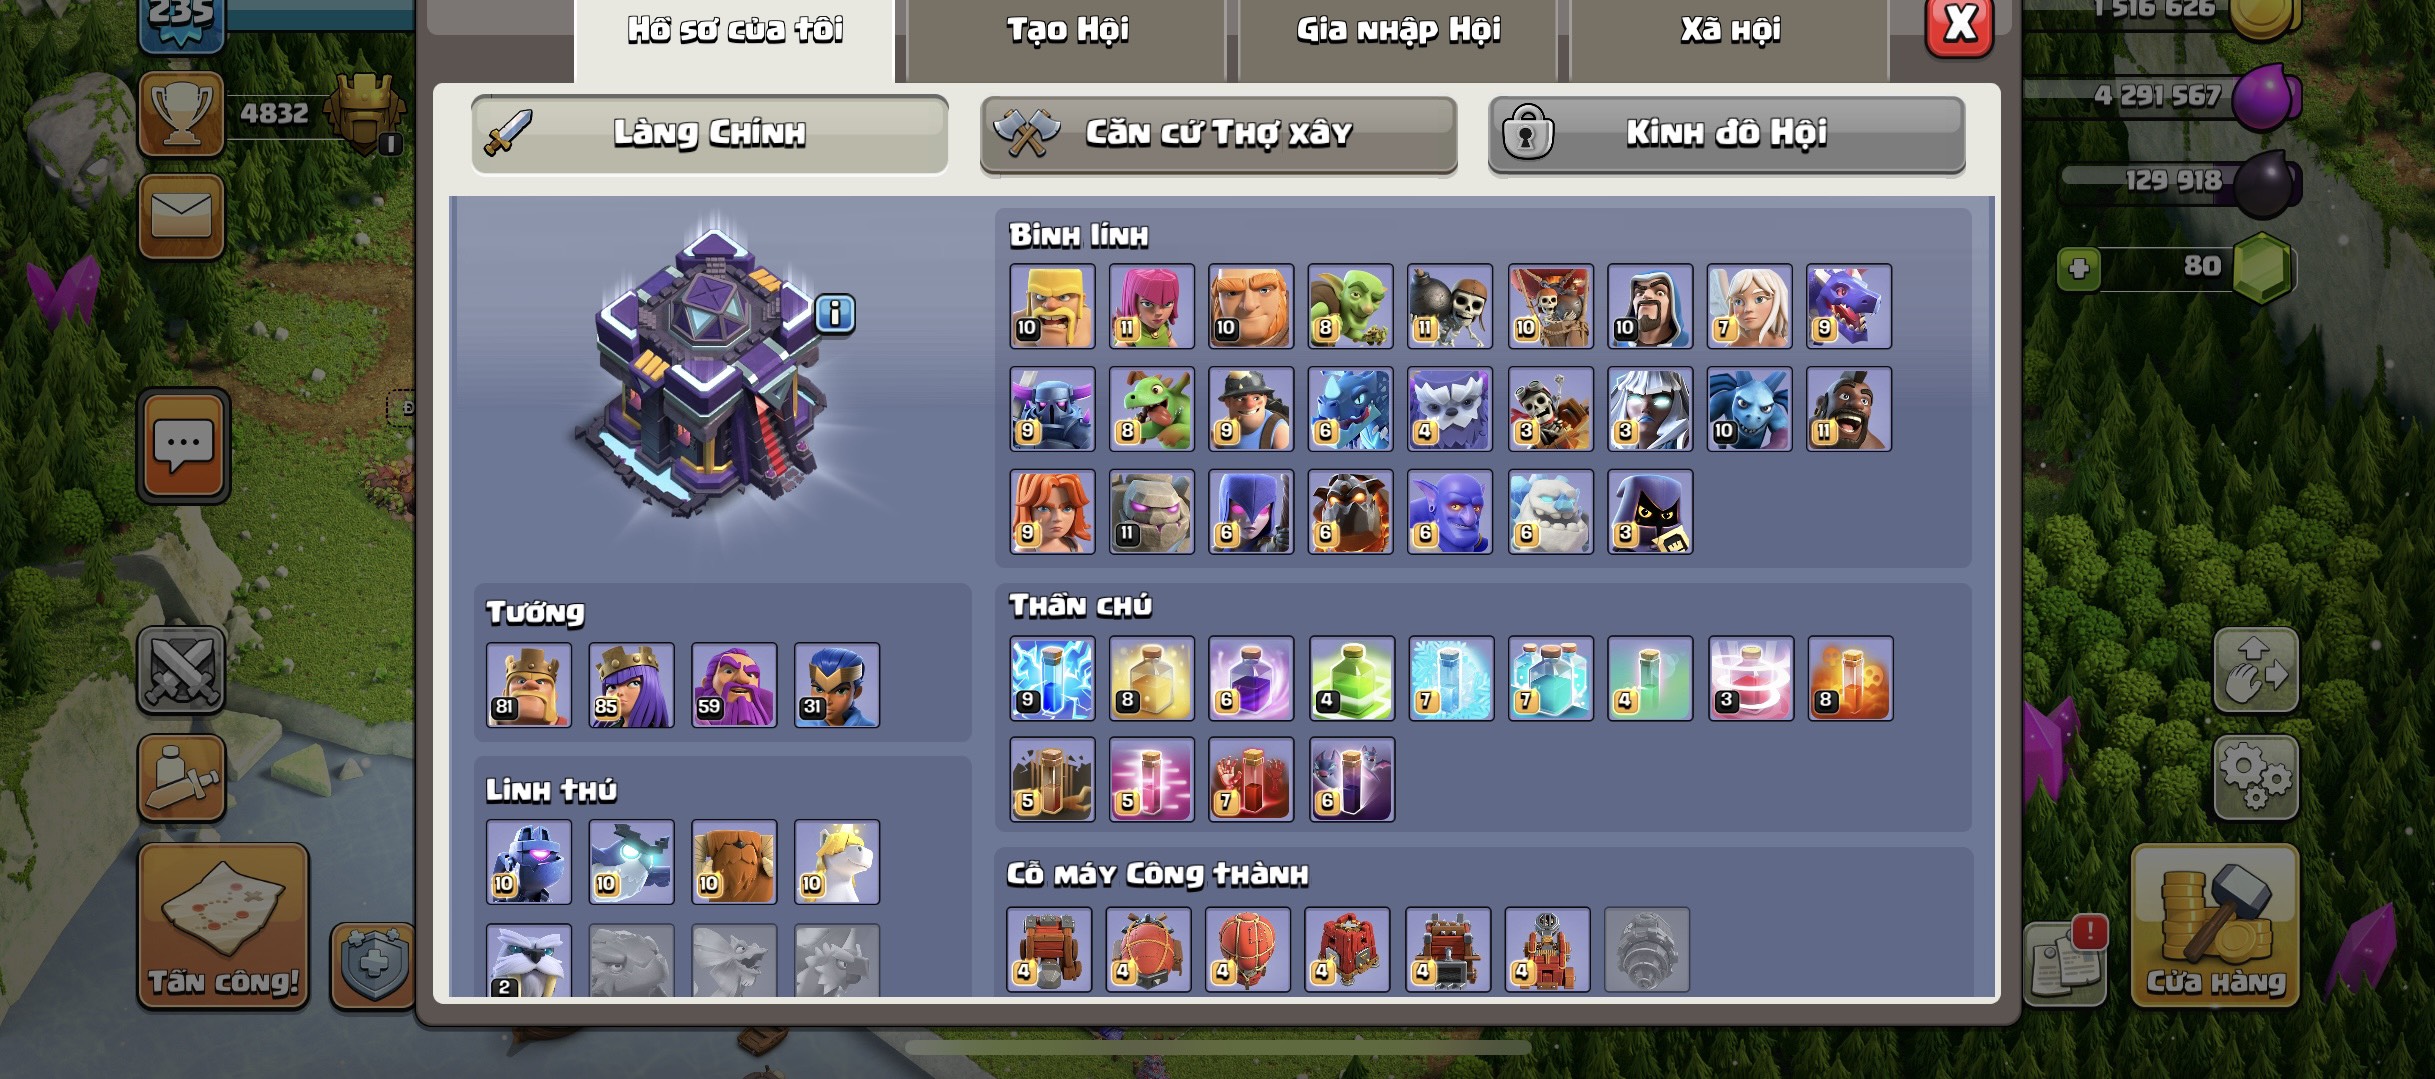 235
Hồ sơ của tôi
Tạo Hội
Gia nhập Hội
Xã hội
X
1 516 626
4832
I
Làng Chính
Căn cứ Thợ xây
Kinh đô Hội
4 291 567
129 918
80
i
Binh lính
10 11 10 8 11 10 10 7 9
9 8 9 6 4 3 3 10 11
9 11 6 6 6 6 3
Tướng
81 85 59 31
Thần chú
9 8 6 4 7 7 4 3 8
5 5 7 6
Linh thú
10 10 10 10
2
Cỗ máy Công thành
4 4 4 4 4 4
Tấn công!
!
Cửa hàng